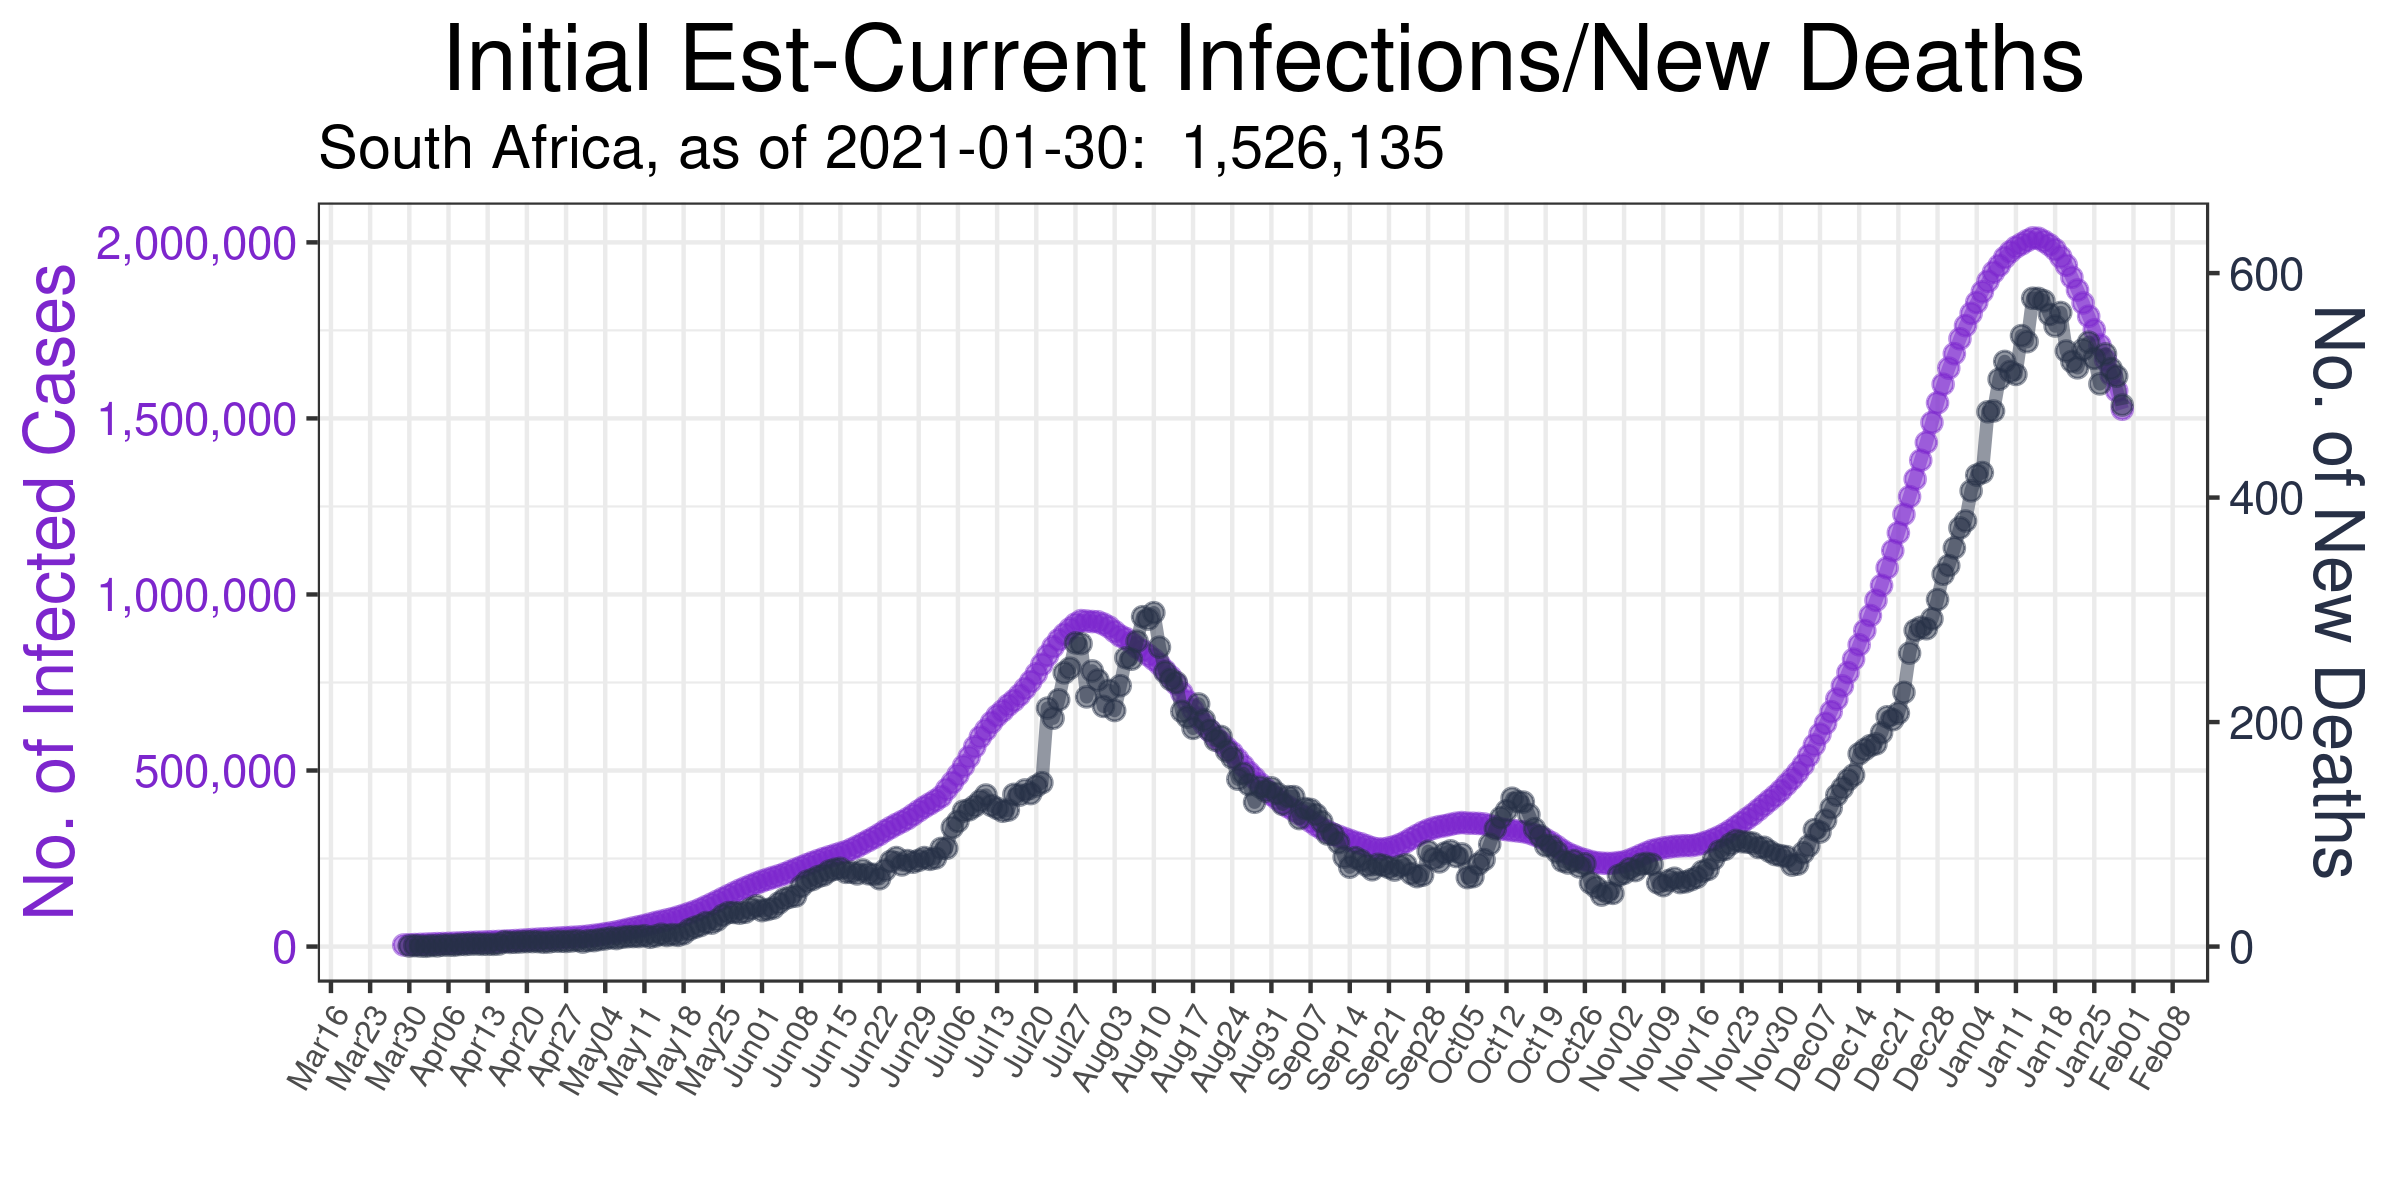 Initial Est-Current Infections/New Deaths
South Africa, as of 2021-01-30:  1,526,135
No. of Infected Cases
2,000,000
1,500,000
1,000,000
500,000
0
600
400
200
0
No. of New Deaths
Mar16
Mar23
Mar30
Apr06
Apr13
Apr20
Apr27
May04
May11
May18
May25
Jun01
Jun08
Jun15
Jun22
Jun29
Jul06
Jul13
Jul20
Jul27
Aug03
Aug10
Aug17
Aug24
Aug31
Sep07
Sep14
Sep21
Sep28
Oct05
Oct12
Oct19
Oct26
Nov02
Nov09
Nov16
Nov23
Nov30
Dec07
Dec14
Dec21
Dec28
Jan04
Jan11
Jan18
Jan25
Feb01
Feb08